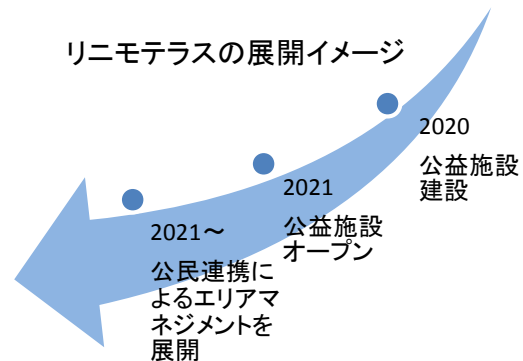 リニモテラスの展開イメージ
2020
公益施設
建設
2021
公益施設
オープン
2021～
公民連携に
よるエリアマ
ネジメントを
展開